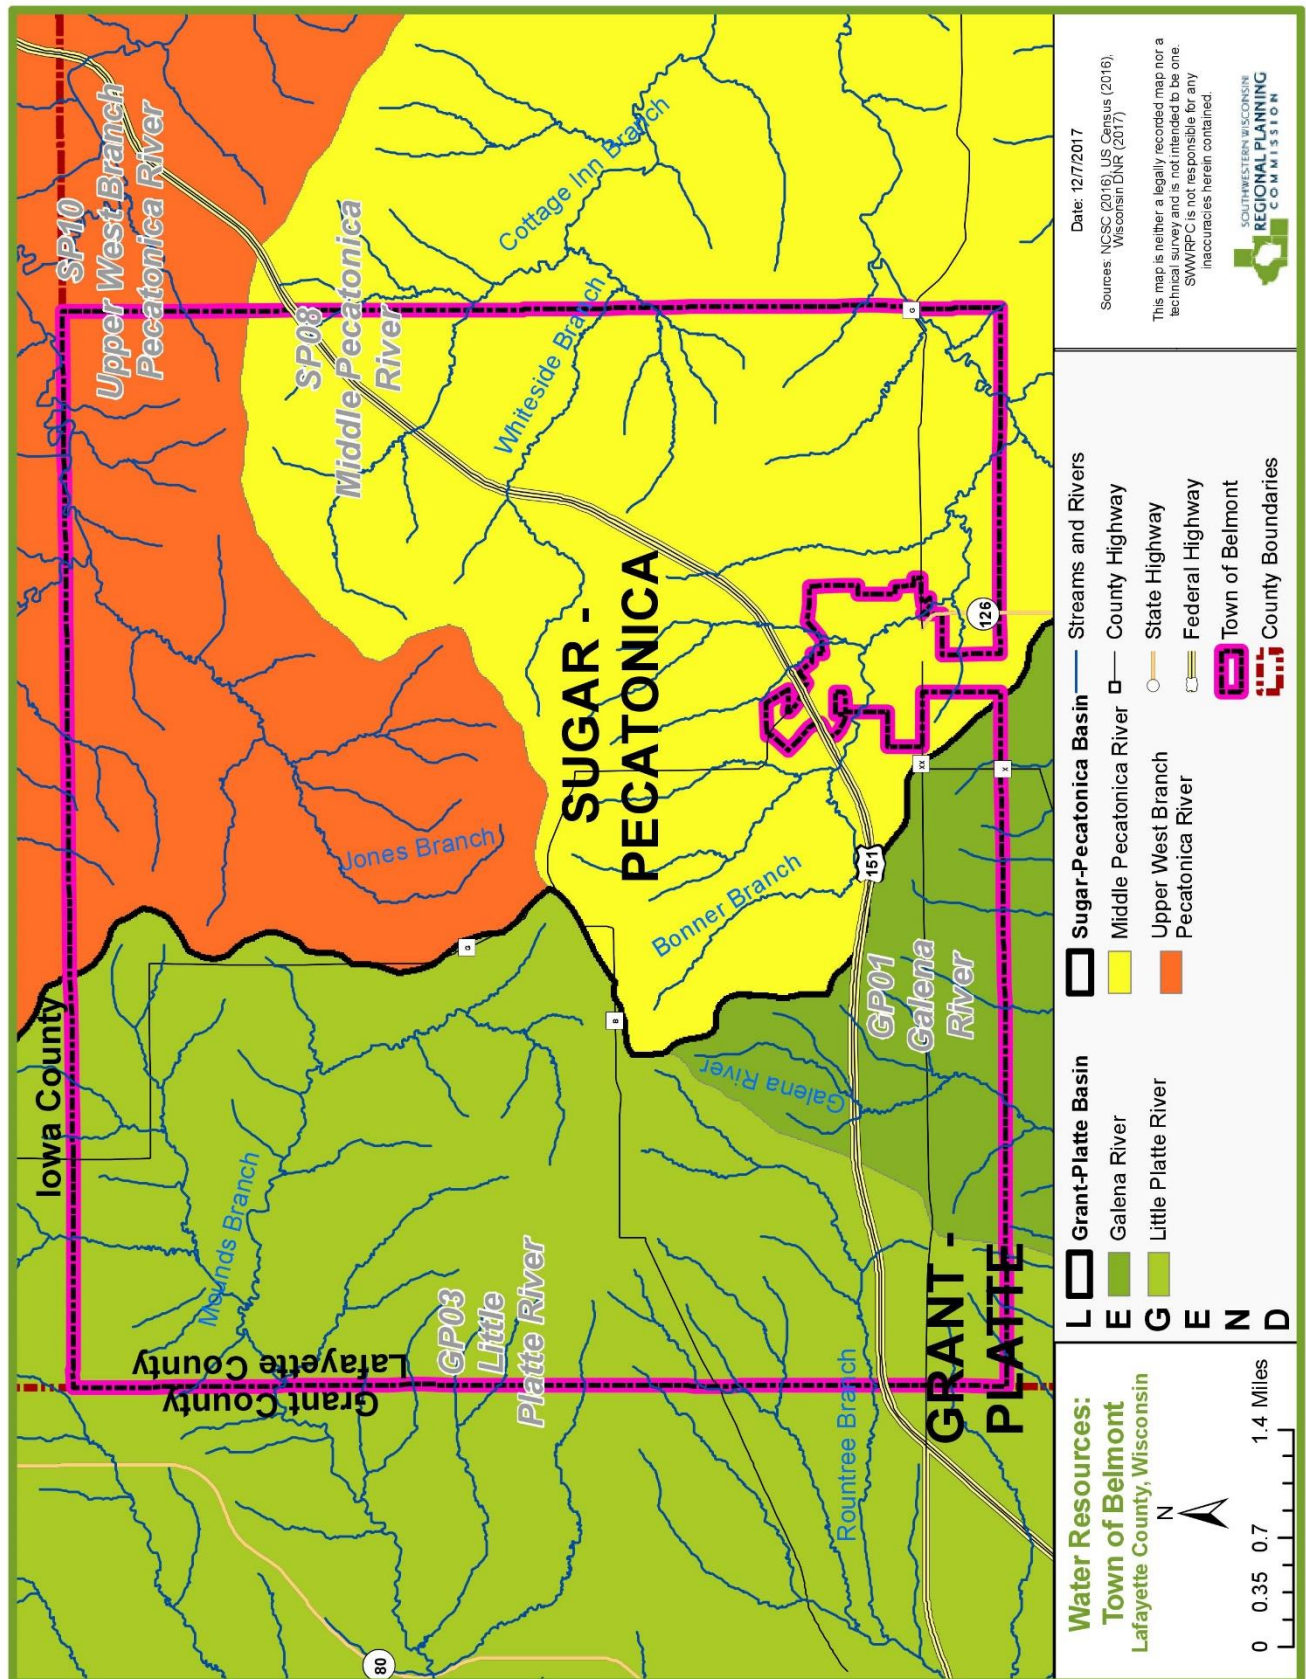 Iowa County
SP10
Upper West Branch
Pecatonica River
Mounds Branch
Lafayette County
Grant County
Jones Branch
SP08
Middle Pecatonica
River
Cottage Inn Branch
Whiteside Branch
GP03
Little
Platte River
SUGAR -
PECATONICA
Bonner Branch
Galena River
GP01
Galena
River
Rountree Branch
GRANT -
PLATTE
80
151
126
G
B
G
XX
X
Water Resources:
Town of Belmont
Lafayette County, Wisconsin
N
0 0.35 0.7 1.4 Miles
LEGEND
Grant-Platte Basin
Galena River
Little Platte River
Sugar-Pecatonica Basin
Middle Pecatonica River
Upper West Branch
Pecatonica River
Streams and Rivers
County Highway
State Highway
Federal Highway
Town of Belmont
County Boundaries
Date: 12/7/2017
Sources: NCSC (2016), US Census (2016),
Wisconsin DNR (2017)
This map is neither a legally recorded map nor a
technical survey and is not intended to be one.
SWWRPC is not responsible for any
inaccuracies herein contained.
SOUTHWESTERN WISCONSIN
REGIONAL PLANNING
COMMISSION